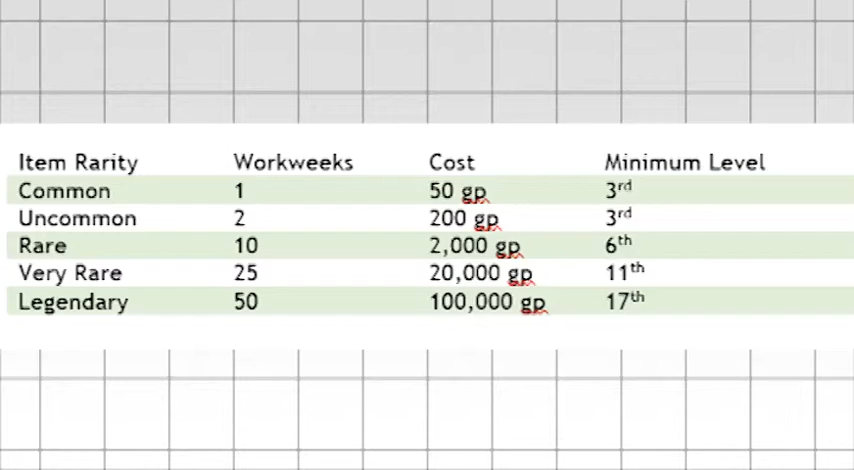 Item Rarity Workweeks Cost Minimum Level
Common 1 50 gp 3rd
Uncommon 2 200 gp 3rd
Rare 10 2,000 gp 6th
Very Rare 25 20,000 gp 11th
Legendary 50 100,000 gp 17th